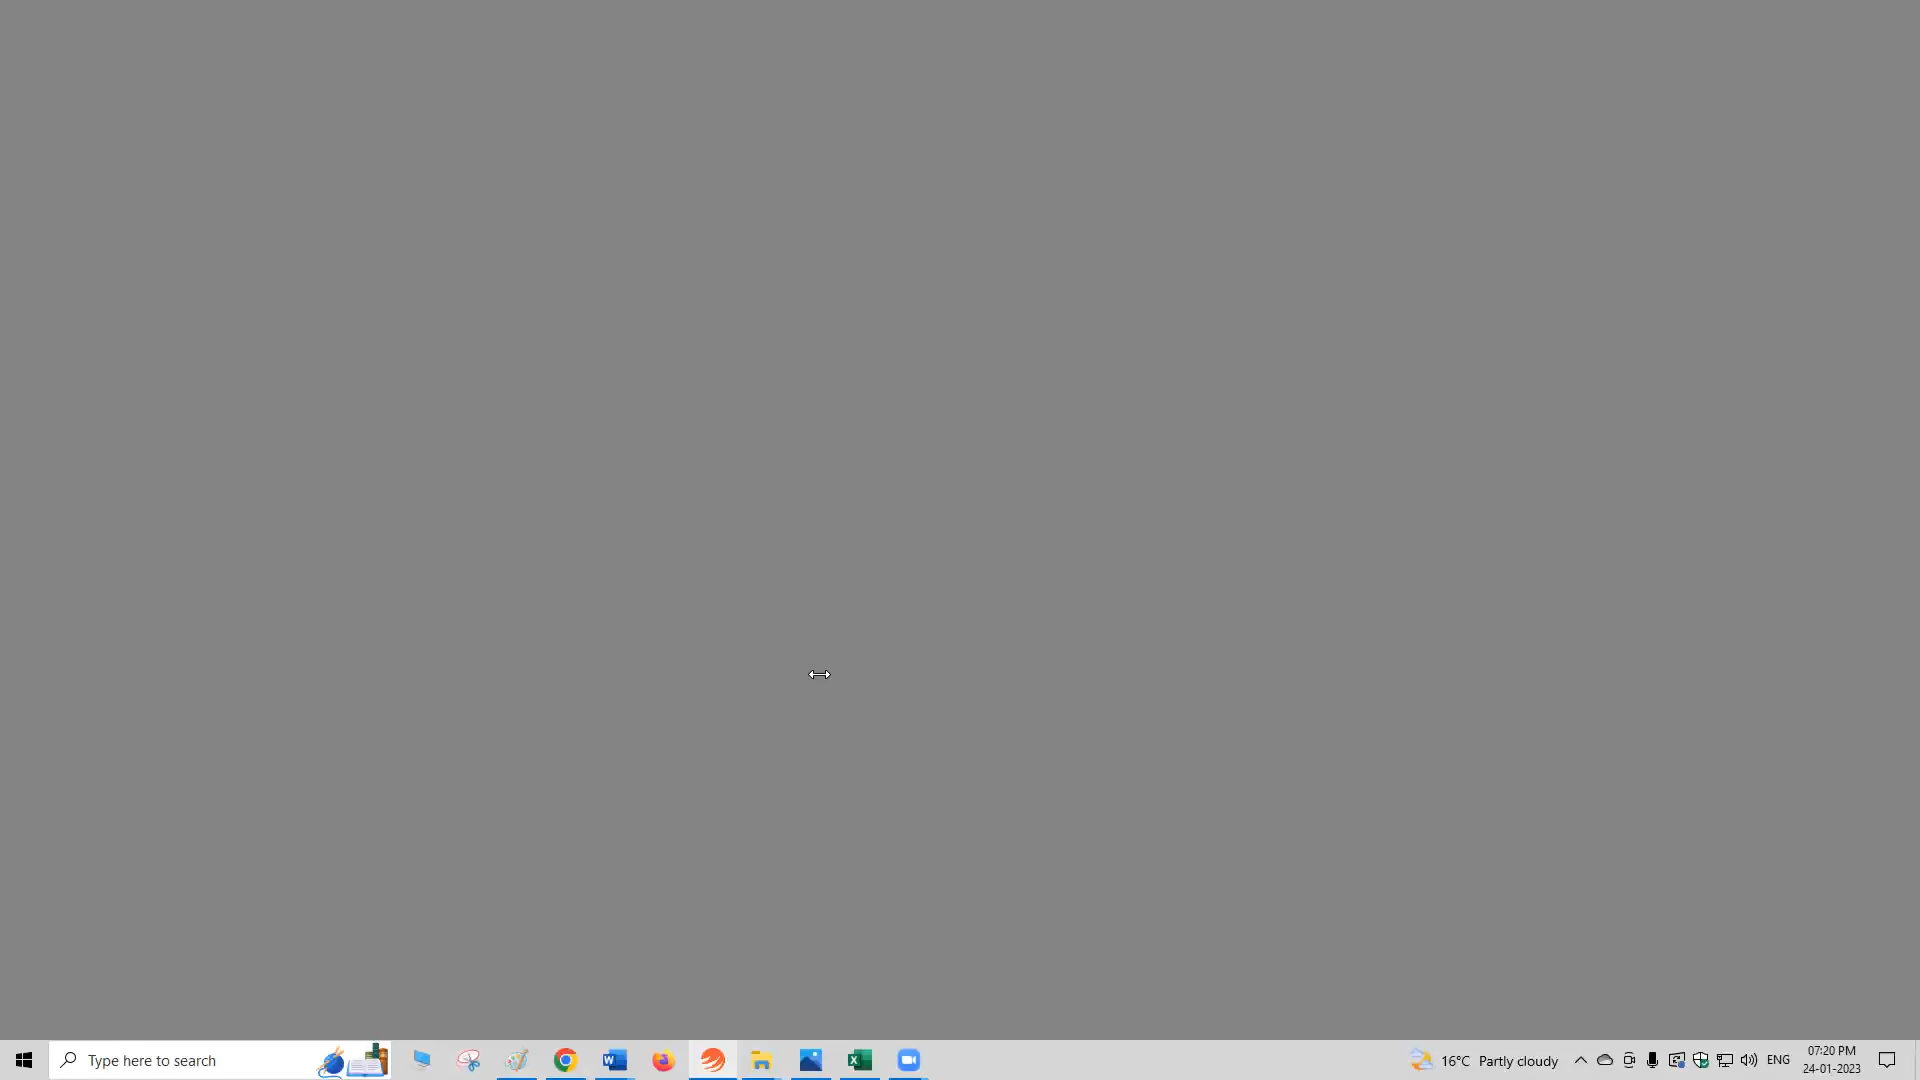 Type here to search
16°C Partly cloudy
ENG
07:20 PM
24-01-2023